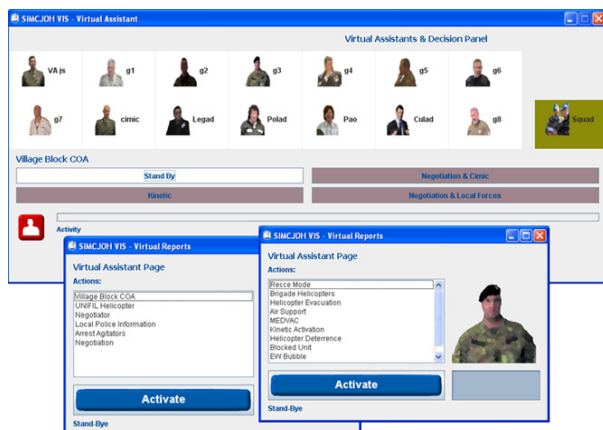 SIMCJOH VIS - Virtual Assistant
Virtual Assistants & Decision Panel
VA js g1 g2 g3 g4 g5 g6
g7 cimic Legad Polad Pao Culad g8 Squad
Village Block COA
Stand By Negotiation & Cimic
Kinetic Negotiation & Local Forces
Activity
SIMCJOH VIS - Virtual Reports
Virtual Assistant Page
Actions:
Village Block COA
UNIFIL Helicopter
Negotiator
Local Police Information
Arrest Agitators
Negotiation
Activate
Stand-Bye
SIMCJOH VIS - Virtual Reports
Virtual Assistant Page
Actions:
Recce Mode
Brigade Helicopters
Helicopter Evacuation
Air Support
MEDVAC
Kinetic Activation
Helicopter Deterrence
Blocked Unit
EW Bubble
Activate
Stand-Bye